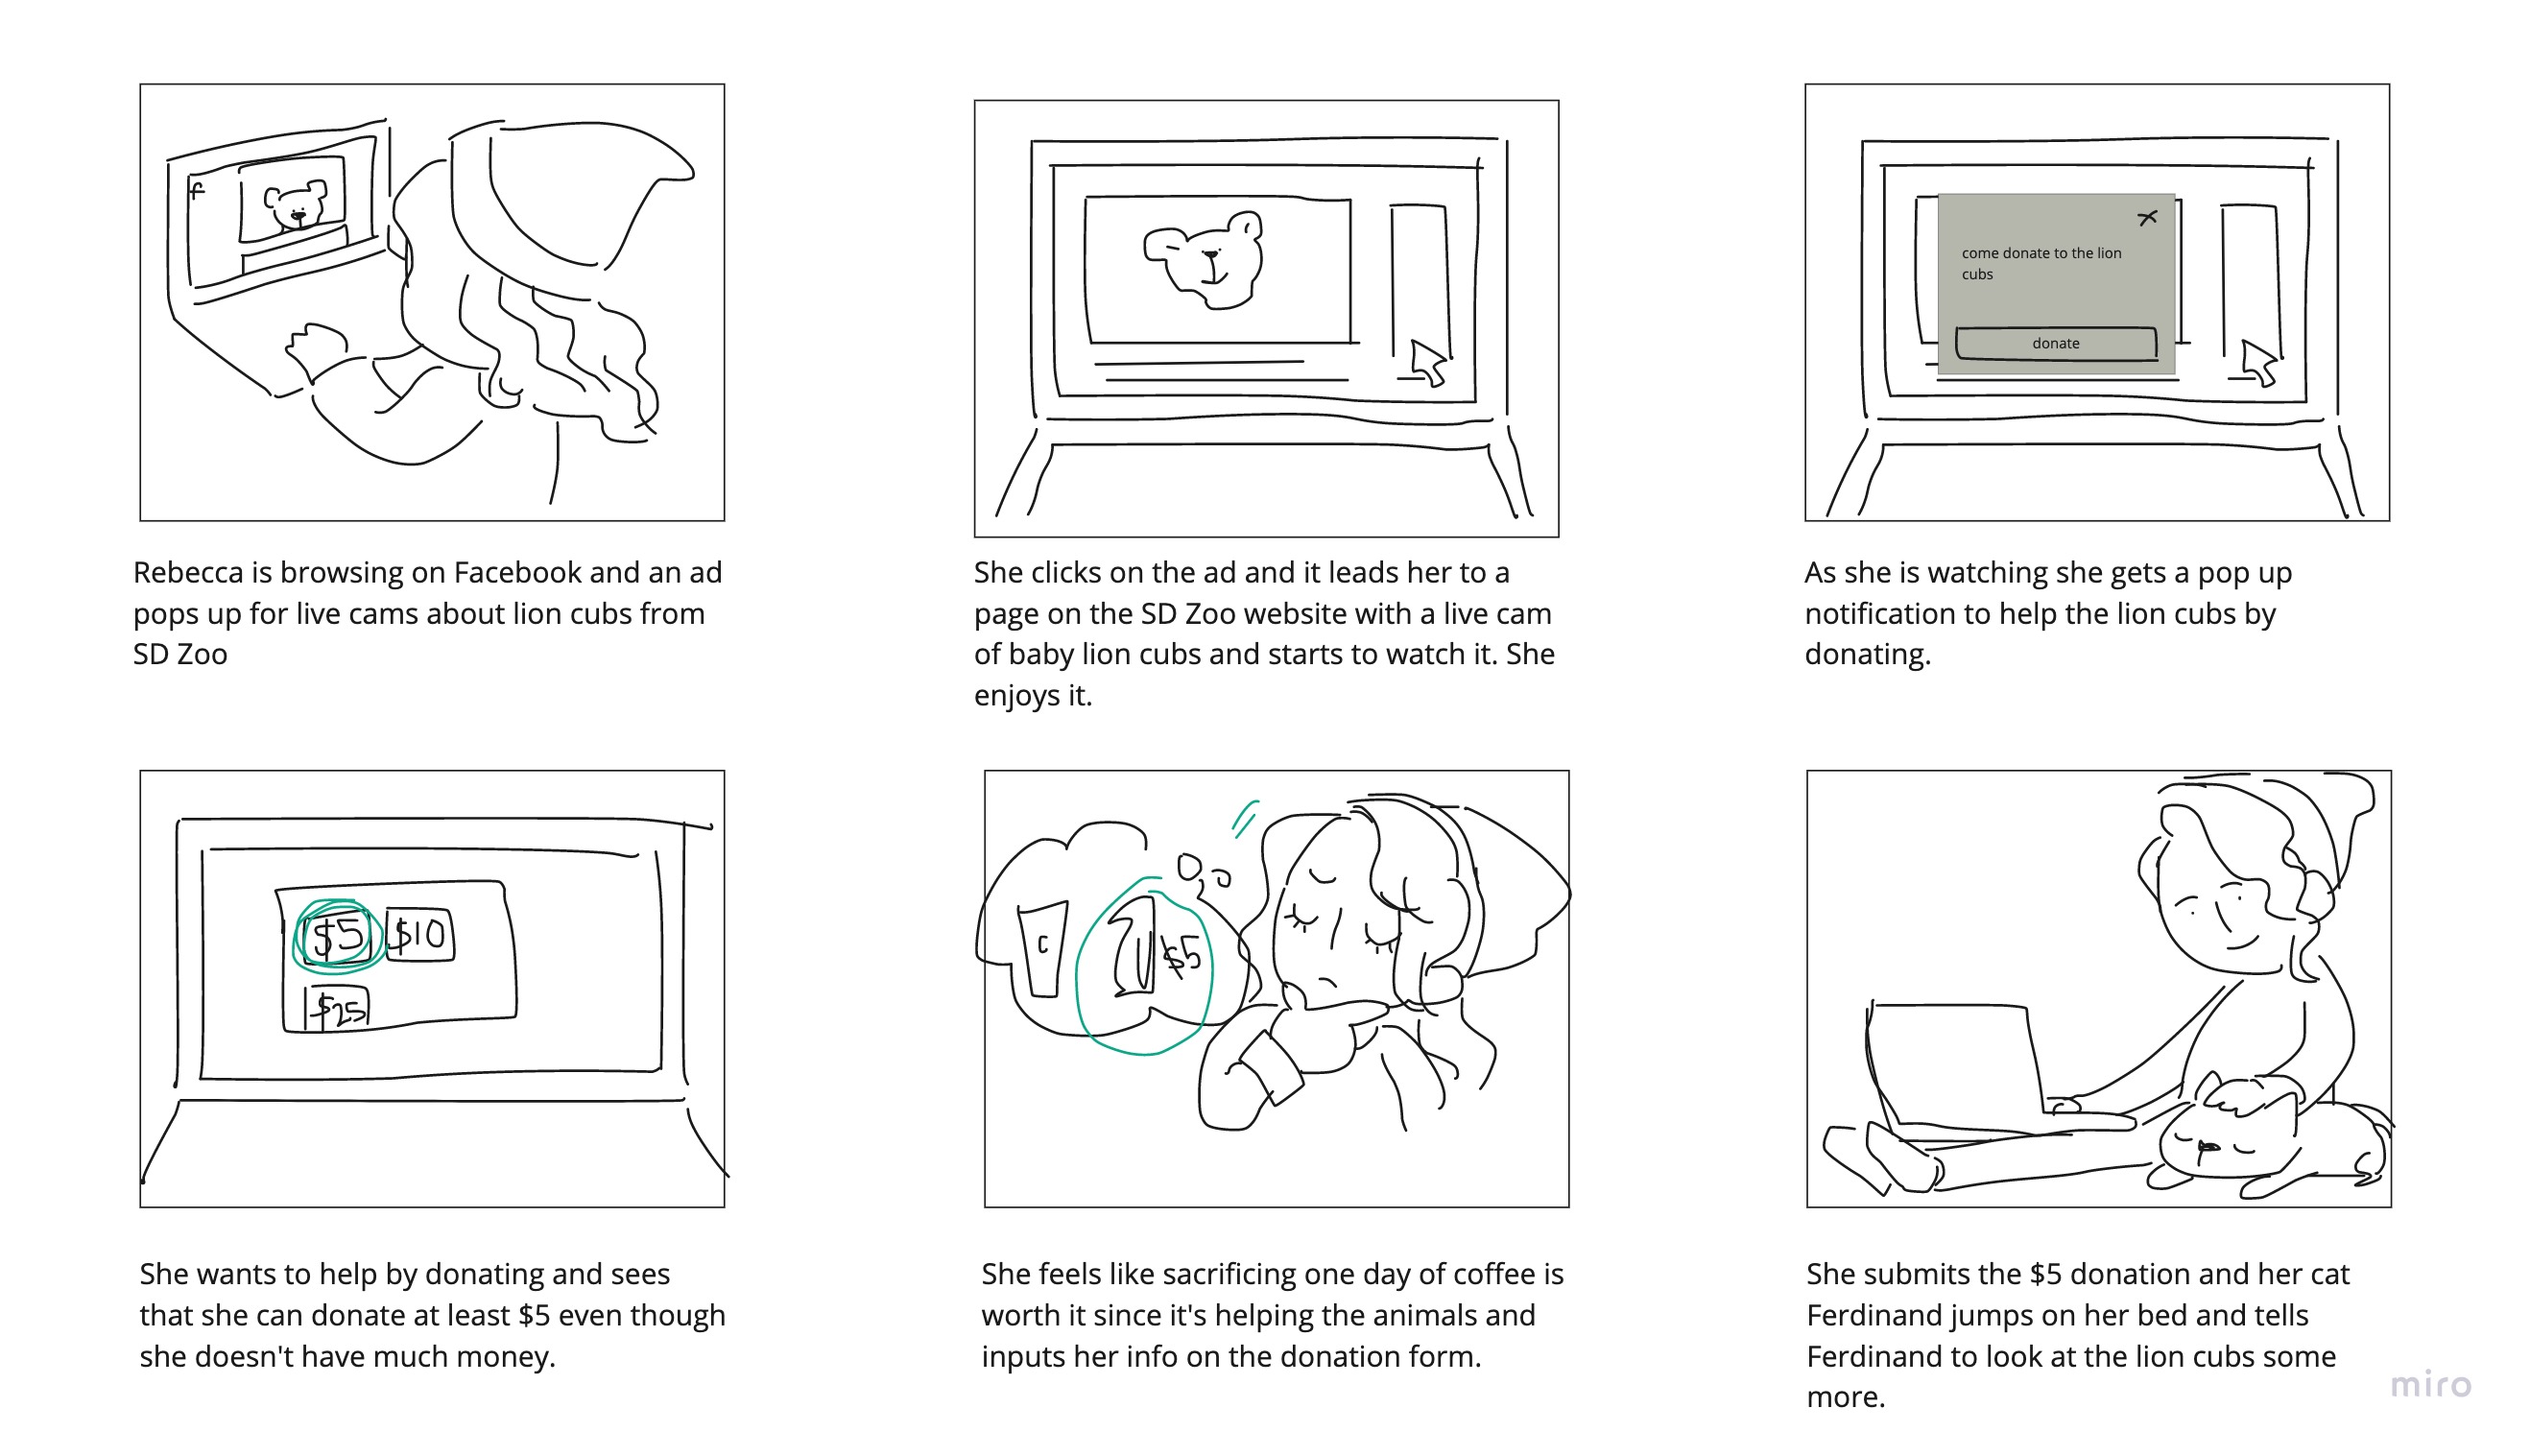 f
Rebecca is browsing on Facebook and an ad
pops up for live cams about lion cubs from
SD Zoo
She clicks on the ad and it leads her to a
page on the SD Zoo website with a live cam
of baby lion cubs and starts to watch it. She
enjoys it.
come donate to the lion
cubs
donate
As she is watching she gets a pop up
notification to help the lion cubs by
donating.
$5 $10
$25
She wants to help by donating and sees
that she can donate at least $5 even though
she doesn't have much money.
C
$5
She feels like sacrificing one day of coffee is
worth it since it's helping the animals and
inputs her info on the donation form.
She submits the $5 donation and her cat
Ferdinand jumps on her bed and tells
Ferdinand to look at the lion cubs some
more.
miro